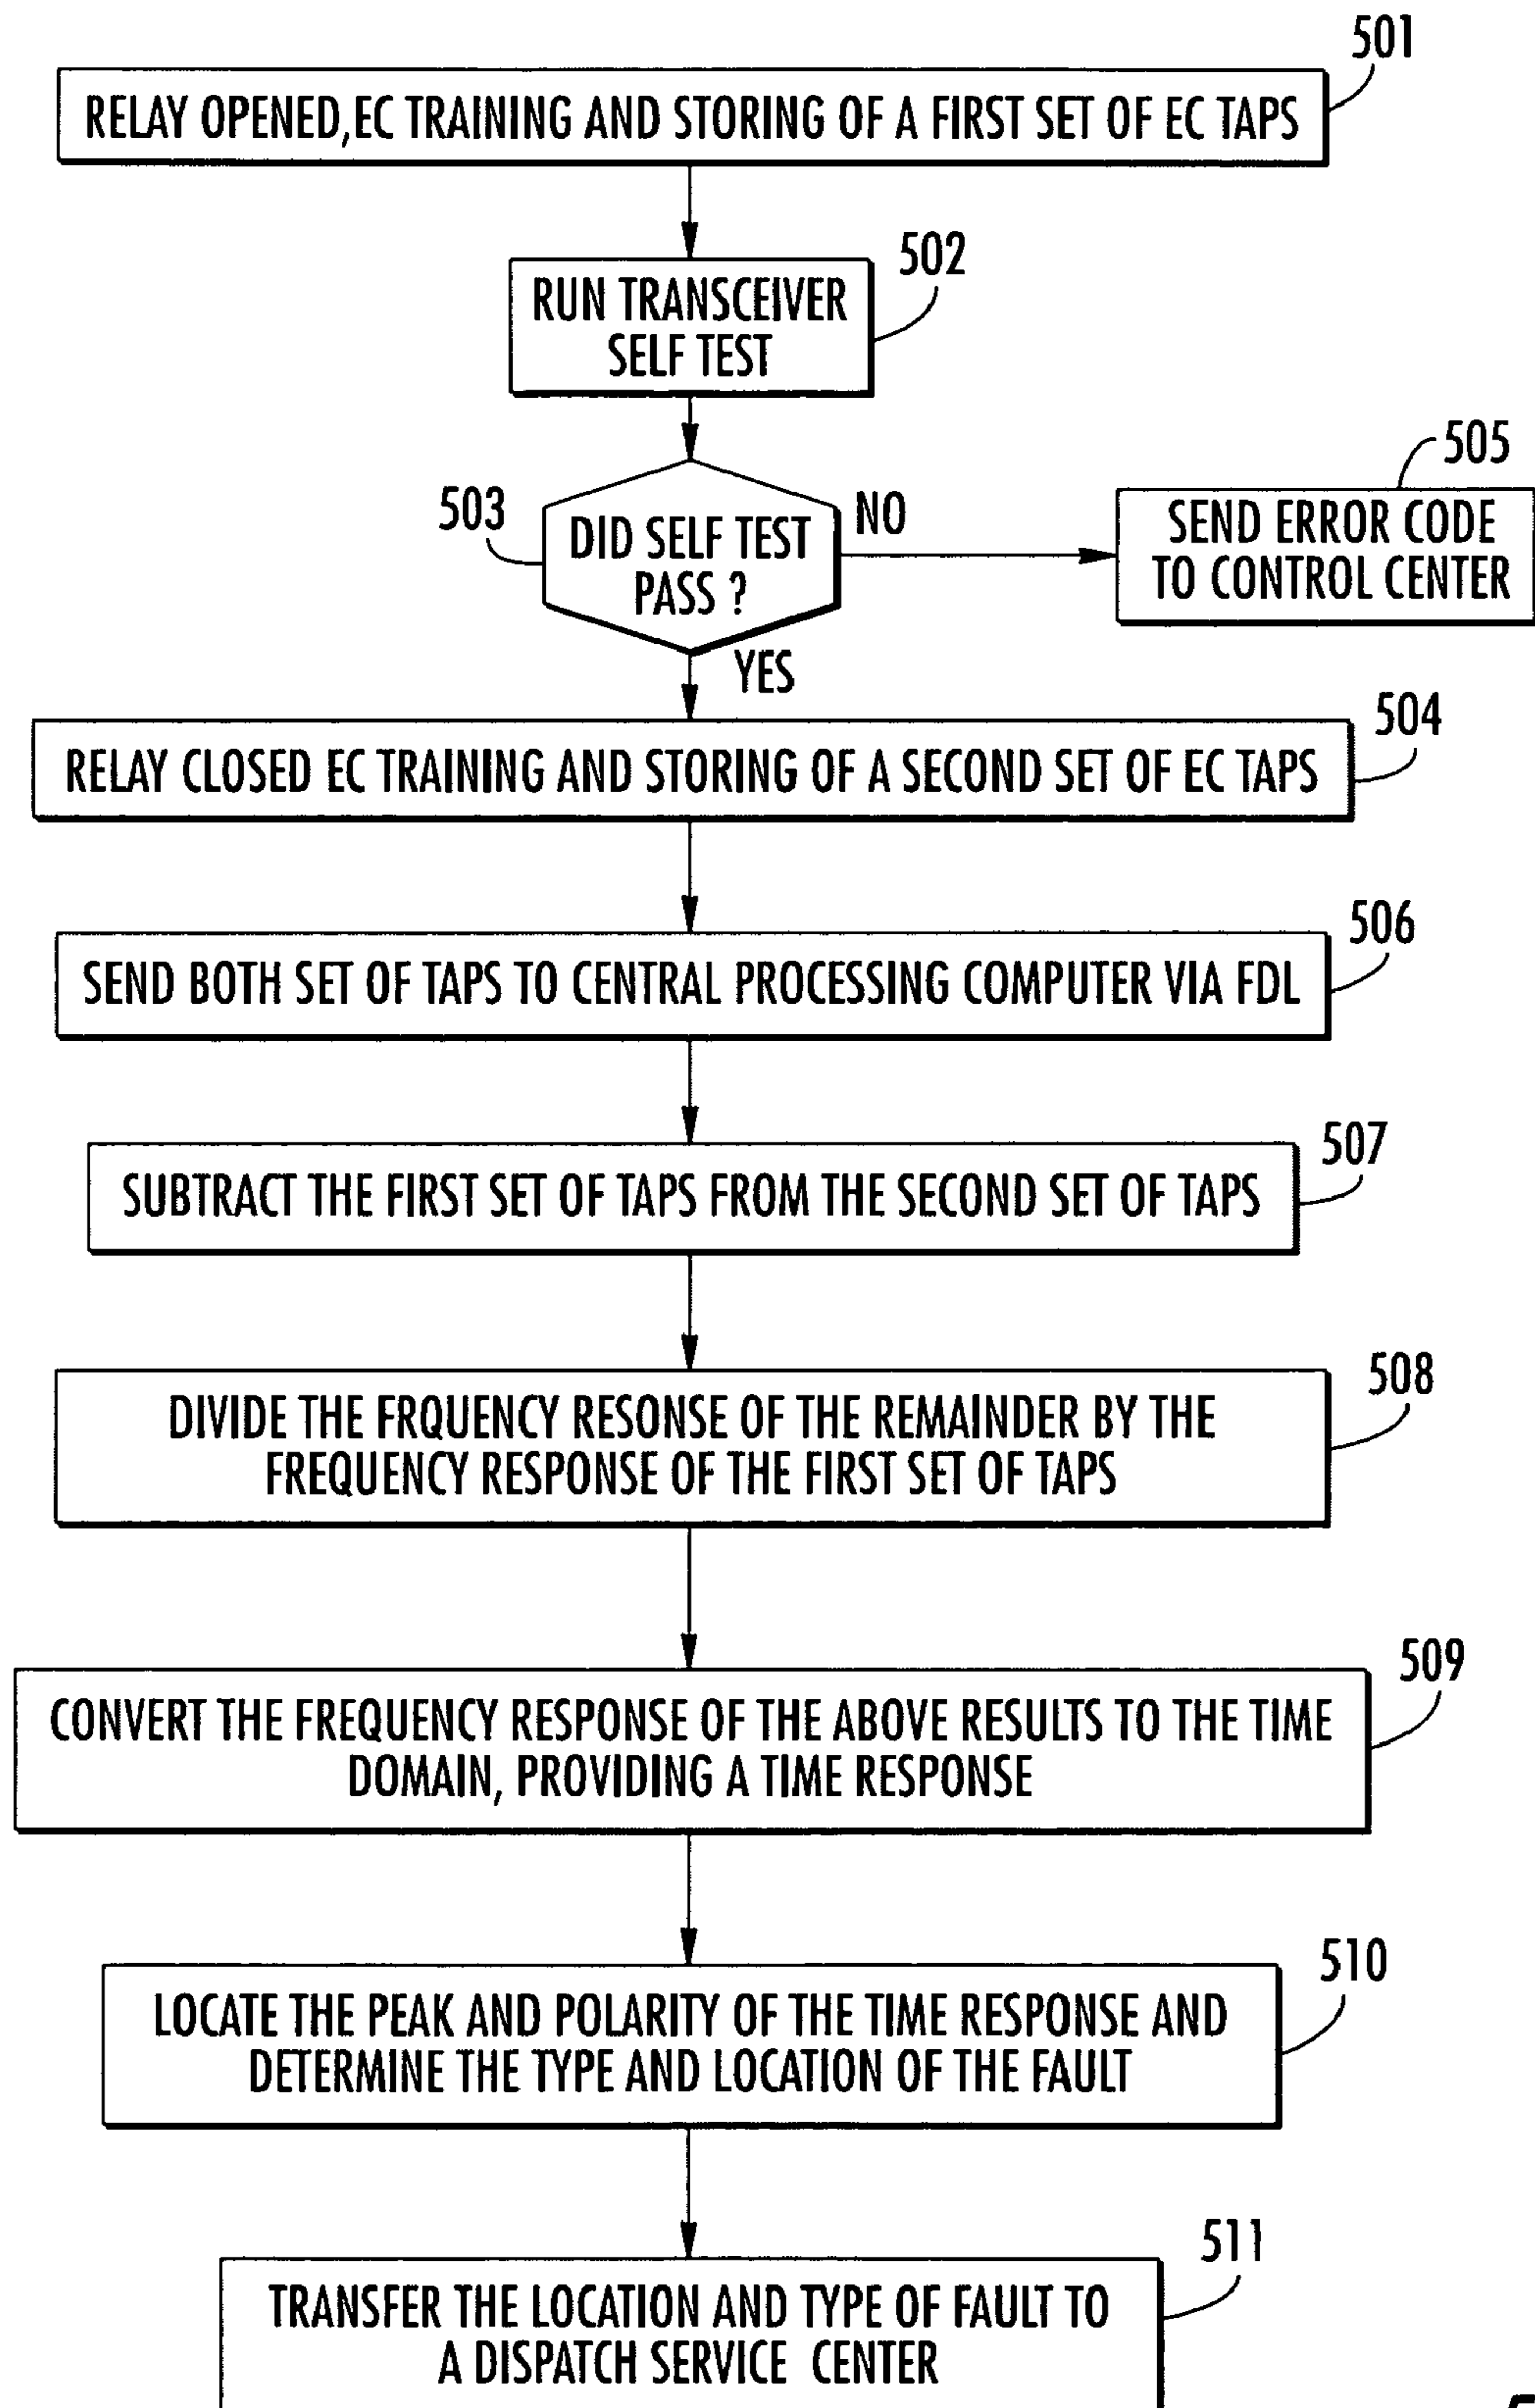 501
RELAY OPENED, EC TRAINING AND STORING OF A FIRST SET OF EC TAPS
502
RUN TRANSCEIVER
SELF TEST
503
DID SELF TEST
PASS ?
NO
505
SEND ERROR CODE
TO CONTROL CENTER
YES
504
RELAY CLOSED EC TRAINING AND STORING OF A SECOND SET OF EC TAPS
506
SEND BOTH SET OF TAPS TO CENTRAL PROCESSING COMPUTER VIA FDL
507
SUBTRACT THE FIRST SET OF TAPS FROM THE SECOND SET OF TAPS
508
DIVIDE THE FRQUENCY RESONSE OF THE REMAINDER BY THE
FREQUENCY RESPONSE OF THE FIRST SET OF TAPS
509
CONVERT THE FREQUENCY RESPONSE OF THE ABOVE RESULTS TO THE TIME
DOMAIN, PROVIDING A TIME RESPONSE
510
LOCATE THE PEAK AND POLARITY OF THE TIME RESPONSE AND
DETERMINE THE TYPE AND LOCATION OF THE FAULT
511
TRANSFER THE LOCATION AND TYPE OF FAULT TO
A DISPATCH SERVICE CENTER